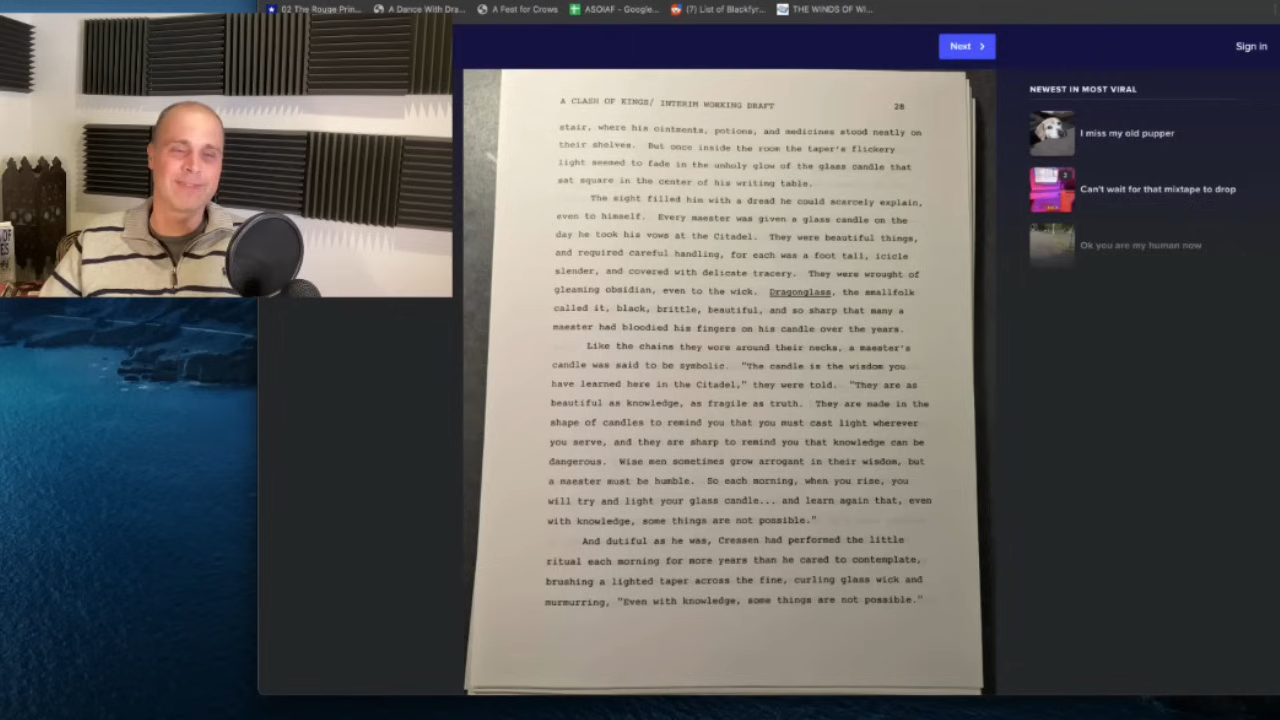 02 The Rouge Prin...
A Dance With Dra...
A Fest for Crows
ASOIAF - Google...
(7) List of Blackfyr...
THE WINDS OF WI...
Next
Sign in
A CLASH OF KINGS/ INTERIM WORKING DRAFT 28
stair, where his ointments, potions, and medicines stood neatly on
their shelves. But once inside the room the taper's flickery
light seemed to fade in the unholy glow of the glass candle that
sat square in the center of his writing table.
The sight filled him with a dread he could scarcely explain,
even to himself. Every maester was given a glass candle on the
day he took his vows at the Citadel. They were beautiful things,
and required careful handling, for each was a foot tall, icicle
slender, and covered with delicate tracery. They were wrought of
gleaming obsidian, even to the wick. Dragonglass, the smallfolk
called it, black, brittle, beautiful, and so sharp that many a
maester had bloodied his fingers on his candle over the years.
Like the chains they wore around their necks, a maester's
candle was said to be symbolic. "The candle is the wisdom you
have learned here in the Citadel," they were told. "They are as
beautiful as knowledge, as fragile as truth. They are made in the
shape of candles to remind you that you must cast light wherever
you serve, and they are sharp to remind you that knowledge can be
dangerous. Wise men sometimes grow arrogant in their wisdom, but
a maester must be humble. So each morning, when you rise, you
will try and light your glass candle... and learn again that, even
with knowledge, some things are not possible."
And dutiful as he was, Cressen had performed the little
ritual each morning for more years than he cared to contemplate,
brushing a lighted taper across the fine, curling glass wick and
murmurring, "Even with knowledge, some things are not possible."
NEWEST IN MOST VIRAL
I miss my old pupper
3
Can't wait for that mixtape to drop
Ok you are my human now